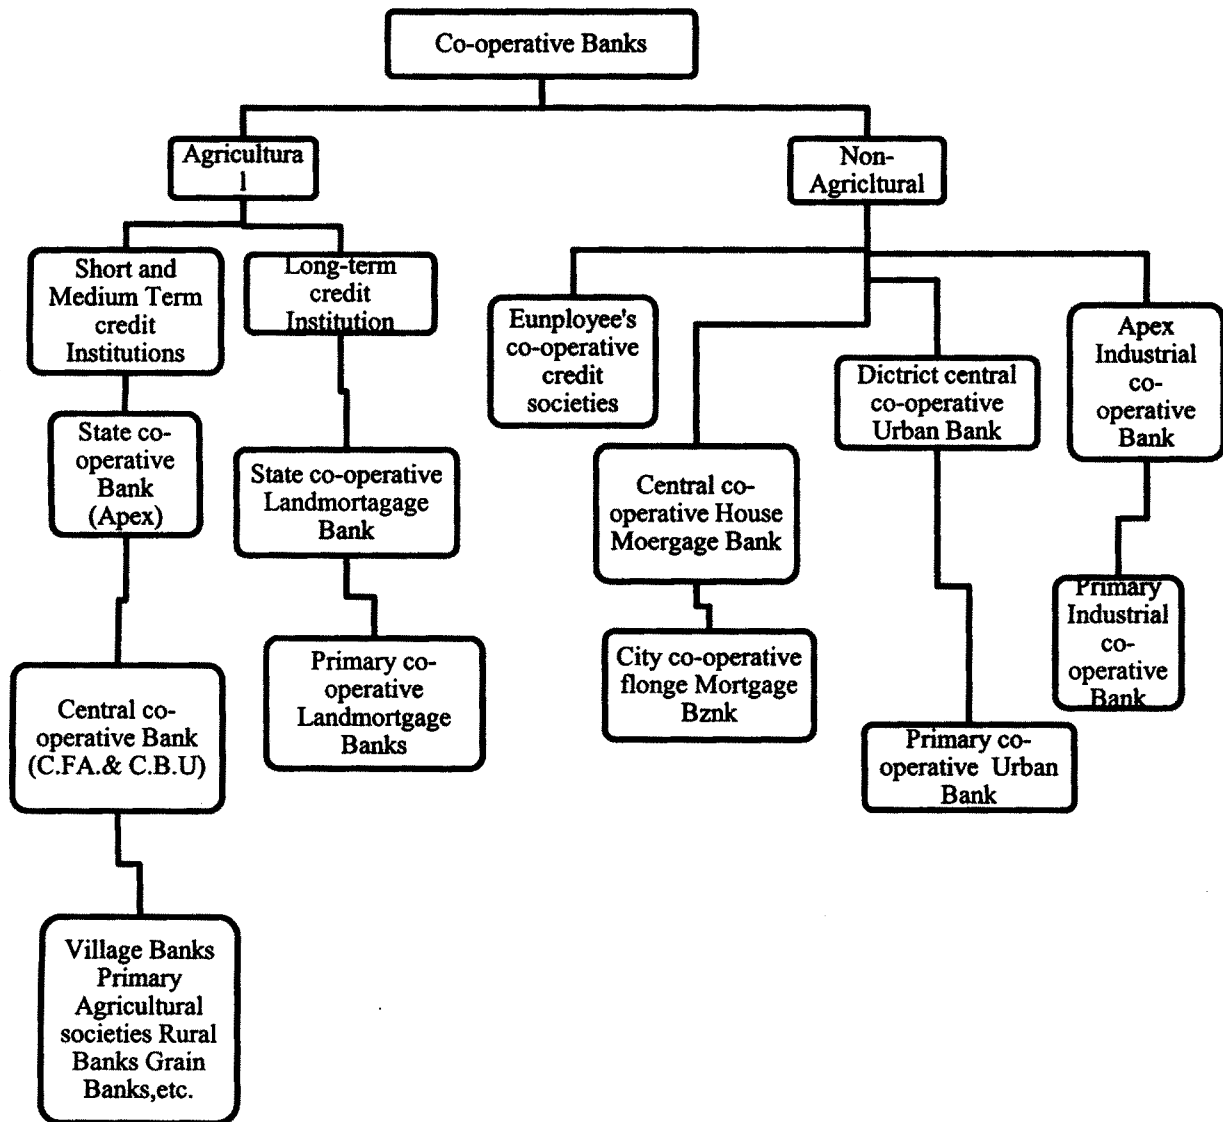 Co-operative Banks
Agricultura
l
Non-
Agricltural
Short and
Medium Term
credit
Institutions
Long-term
credit
Institution
Eunployee's
co-operative
credit
societies
Dictrict central
co-operative
Urban Bank
Apex
Industrial
co-
operative
Bank
State co-
operative
Bank
(Apex)
State co-operative
Landmortagage
Bank
Central co-
operative House
Moergage Bank
Primary
Industrial
co-
operative
Bank
Central co-
operative Bank
(C.FA.& C.B.U)
Primary co-
operative
Landmortgage
Banks
City co-operative
flonge Mortgage
Bznk
Primary co-
operative Urban
Bank
Village Banks
Primary
Agricultural
societies Rural
Banks Grain
Banks,etc.